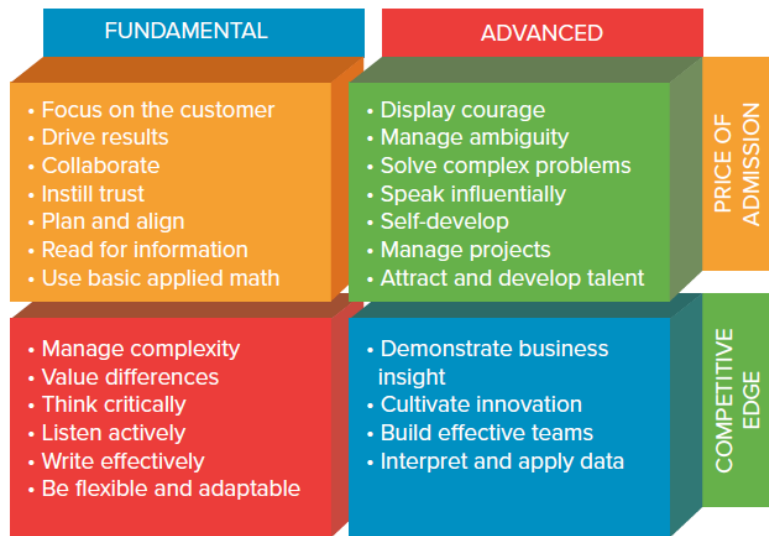 FUNDAMENTAL
ADVANCED
• Focus on the customer
• Drive results
• Collaborate
• Instill trust
• Plan and align
• Read for information
• Use basic applied math
• Display courage
• Manage ambiguity
• Solve complex problems
• Speak influentially
• Self-develop
• Manage projects
• Attract and develop talent
PRICE OF
ADMISSION
• Manage complexity
• Value differences
• Think critically
• Listen actively
• Write effectively
• Be flexible and adaptable
• Demonstrate business
insight
• Cultivate innovation
• Build effective teams
• Interpret and apply data
COMPETITIVE
EDGE